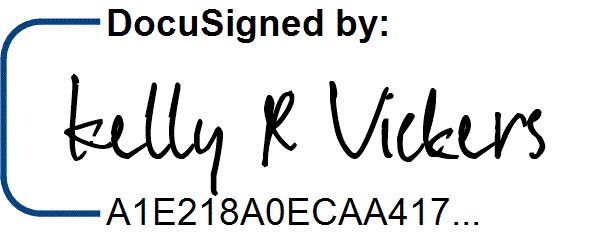 DocuSigned by:
Kelly R Vickers
A1E218A0ECAA417...